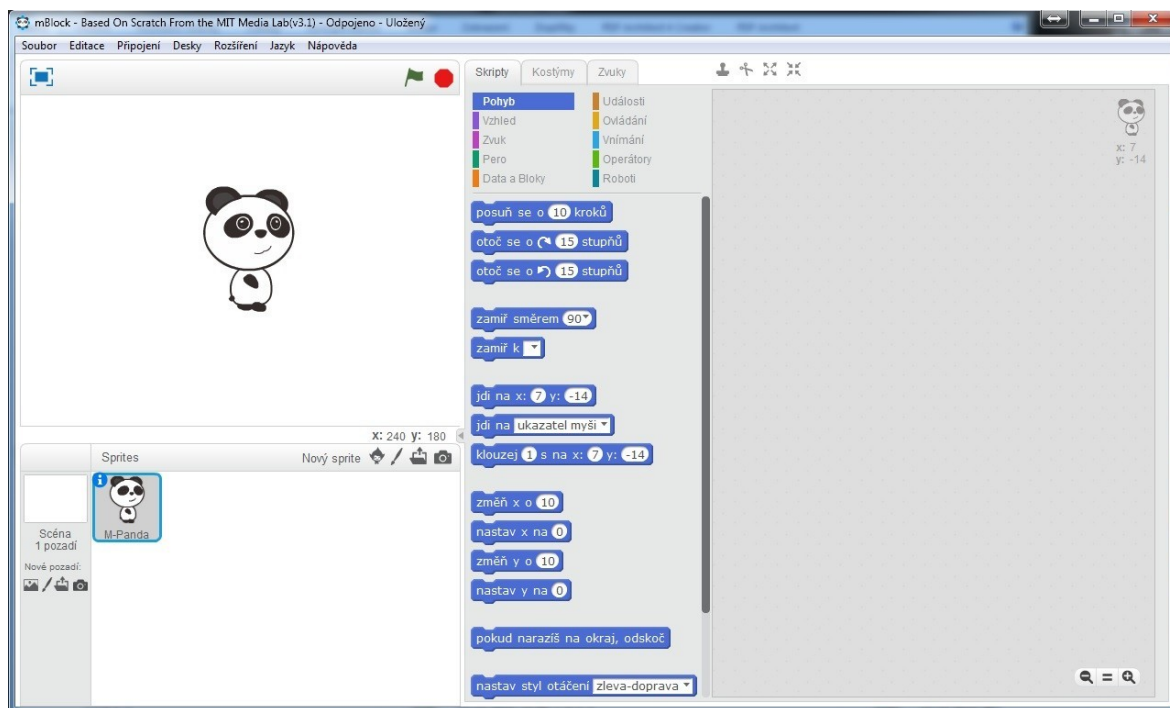 mBlock - Based On Scratch From the MIT Media Lab(v3.1) - Odpojeno - Uložený
Soubor Editace Připojení Desky Rozšíření Jazyk Nápověda
Skripty Kostýmy Zvuky
Pohyb Události
Vzhled Ovládání
Zvuk Vnímání
Pero Operátory
Data a Bloky Roboti
x: 7
y: -14
posuň se o 10 kroků
otoč se o 15 stupňů
otoč se o 15 stupňů
zamiř směrem 90
zamiř k
jdi na x: 7 y: -14
jdi na ukazatel myši
klouzej 1 s na x: 7 y: -14
změň x o 10
nastav x na 0
změň y o 10
nastav y na 0
pokud narazíš na okraj, odskoč
nastav styl otáčení zleva-doprava
x: 240 y: 180
Sprites Nový sprite
M-Panda
Scéna
1 pozadí
Nové pozadí: